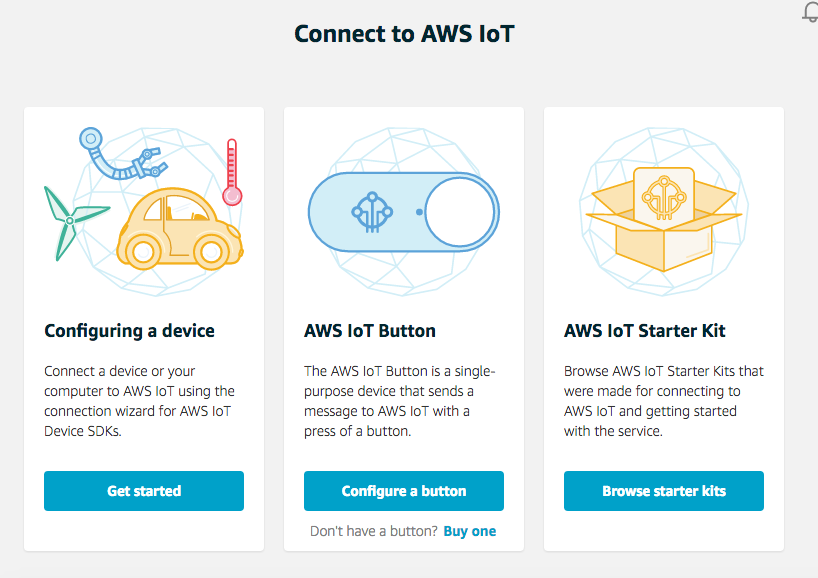 Connect to AWS IoT
Configuring a device
Connect a device or your
computer to AWS IoT using the
connection wizard for AWS IoT
Device SDKs.
Get started
AWS IoT Button
The AWS IoT Button is a single-
purpose device that sends a
message to AWS IoT with a
press of a button.
Configure a button
Don't have a button? Buy one
AWS IoT Starter Kit
Browse AWS IoT Starter Kits that
were made for connecting to
AWS IoT and getting started
with the service.
Browse starter kits